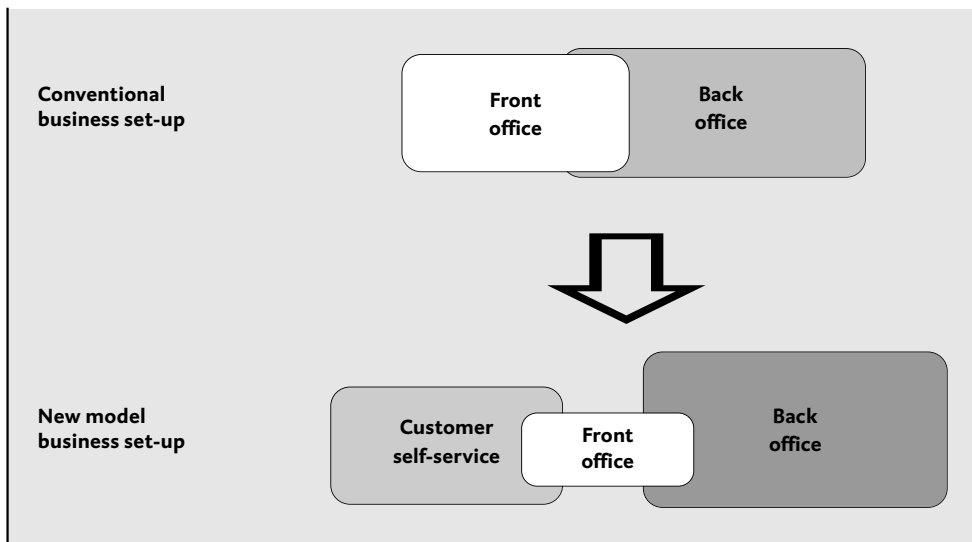 Conventional
business set-up
Front
office
Back
office
New model
business set-up
Customer
self-service
Front
office
Back
office